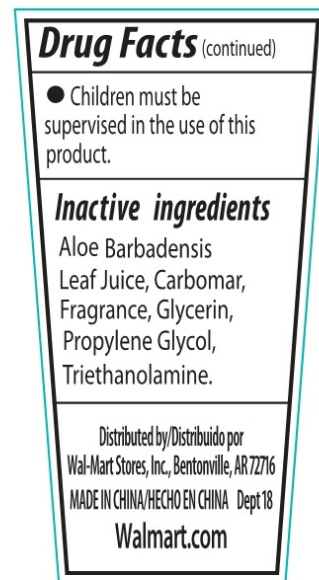 Drug Facts (continued)
● Children must be
supervised in the use of this
product.
Inactive ingredients
Aloe Barbadensis
Leaf Juice, Carbomar,
Fragrance, Glycerin,
Propylene Glycol,
Triethanolamine.
Distributed by/Distribuido por
Wal-Mart Stores, Inc., Bentonville, AR 72716
MADE IN CHINA/HECHO EN CHINA Dept 18
Walmart.com